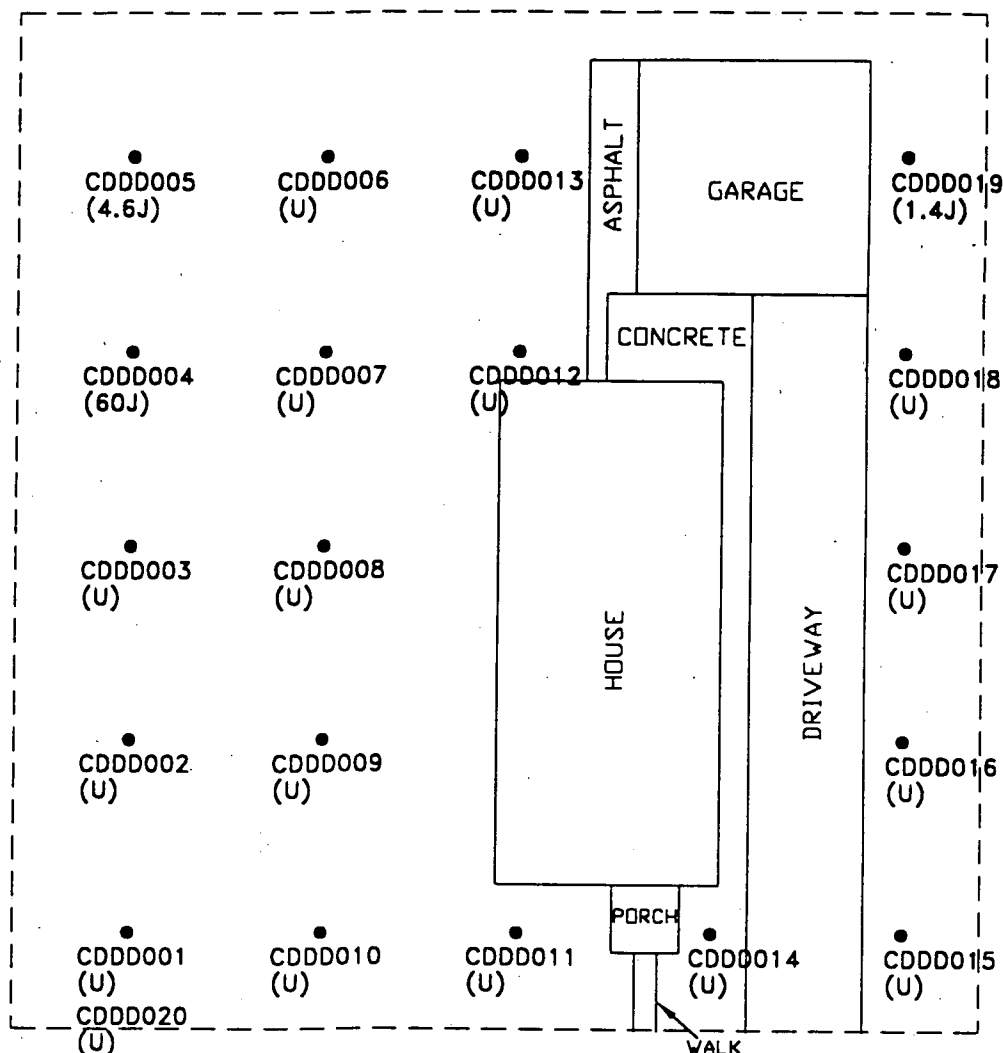 CDDD005
(4.6J)
CDDD006
(U)
CDDD013
(U)
ASPHALT
GARAGE
CDDD019
(1.4J)
CONCRETE
CDDD004
(60J)
CDDD007
(U)
CDDD012
(U)
CDDD018
(U)
CDDD003
(U)
CDDD008
(U)
HOUSE
DRIVEWAY
CDDD017
(U)
CDDD002
(U)
CDDD009
(U)
CDDD016
(U)
PORCH
CDDD001
(U)
CDDD020
(U)
CDDD010
(U)
CDDD011
(U)
CDDD014
(U)
CDDD015
(U)
WALK